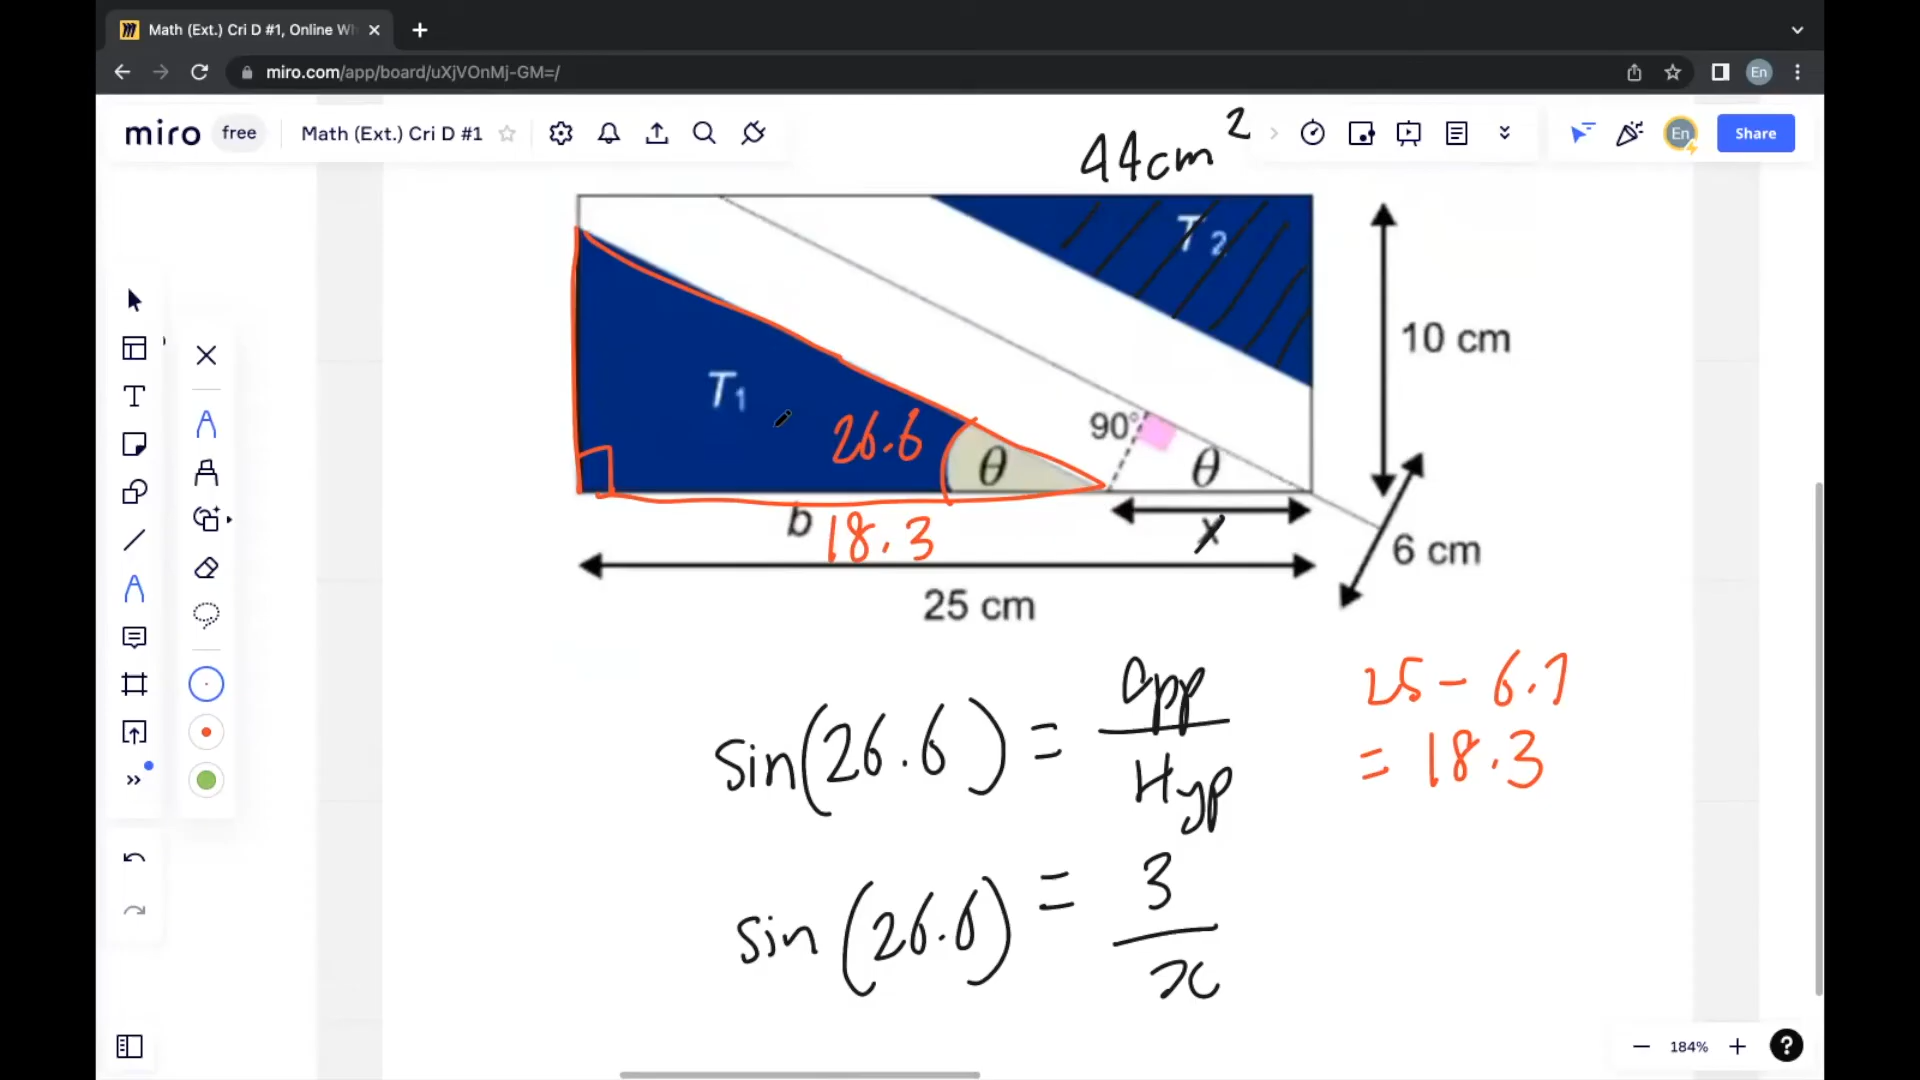 Math (Ext.) Cri D #1, Online Wh
miro.com/app/board/uXjVOnMj-GM=/
En
miro free Math (Ext.) Cri D #1
En Share
44cm²
T₂
10 cm
T₁
26.6 θ
90° θ
b 18.3
x
6 cm
25 cm
sin(26.6) = opp / Hyp
25 - 6.7
= 18.3
sin(26.6) = 3 / x
184%